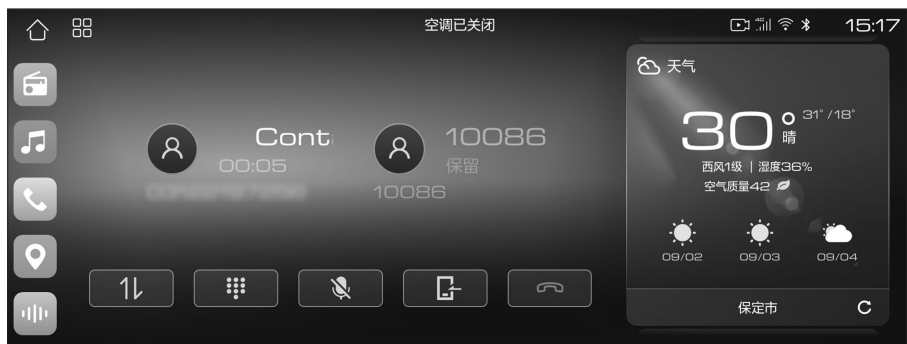 空调已关闭
4G
15:17
天气
30°
31°/18°
晴
西风1级 | 湿度36%
空气质量42
09/02 09/03 09/04
保定市
Cont
00:05
10086
保留
10086